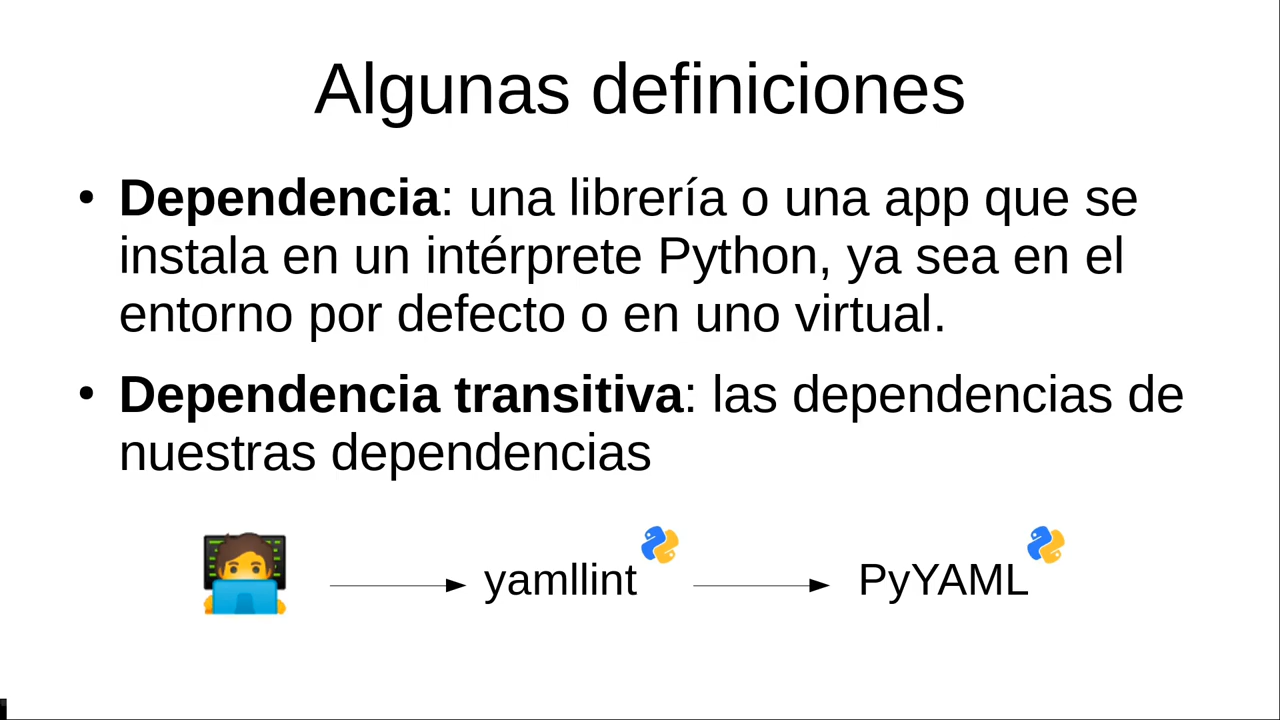 Algunas definiciones
• Dependencia: una librería o una app que se
instala en un intérprete Python, ya sea en el
entorno por defecto o en uno virtual.
• Dependencia transitiva: las dependencias de
nuestras dependencias
yamllint PyYAML